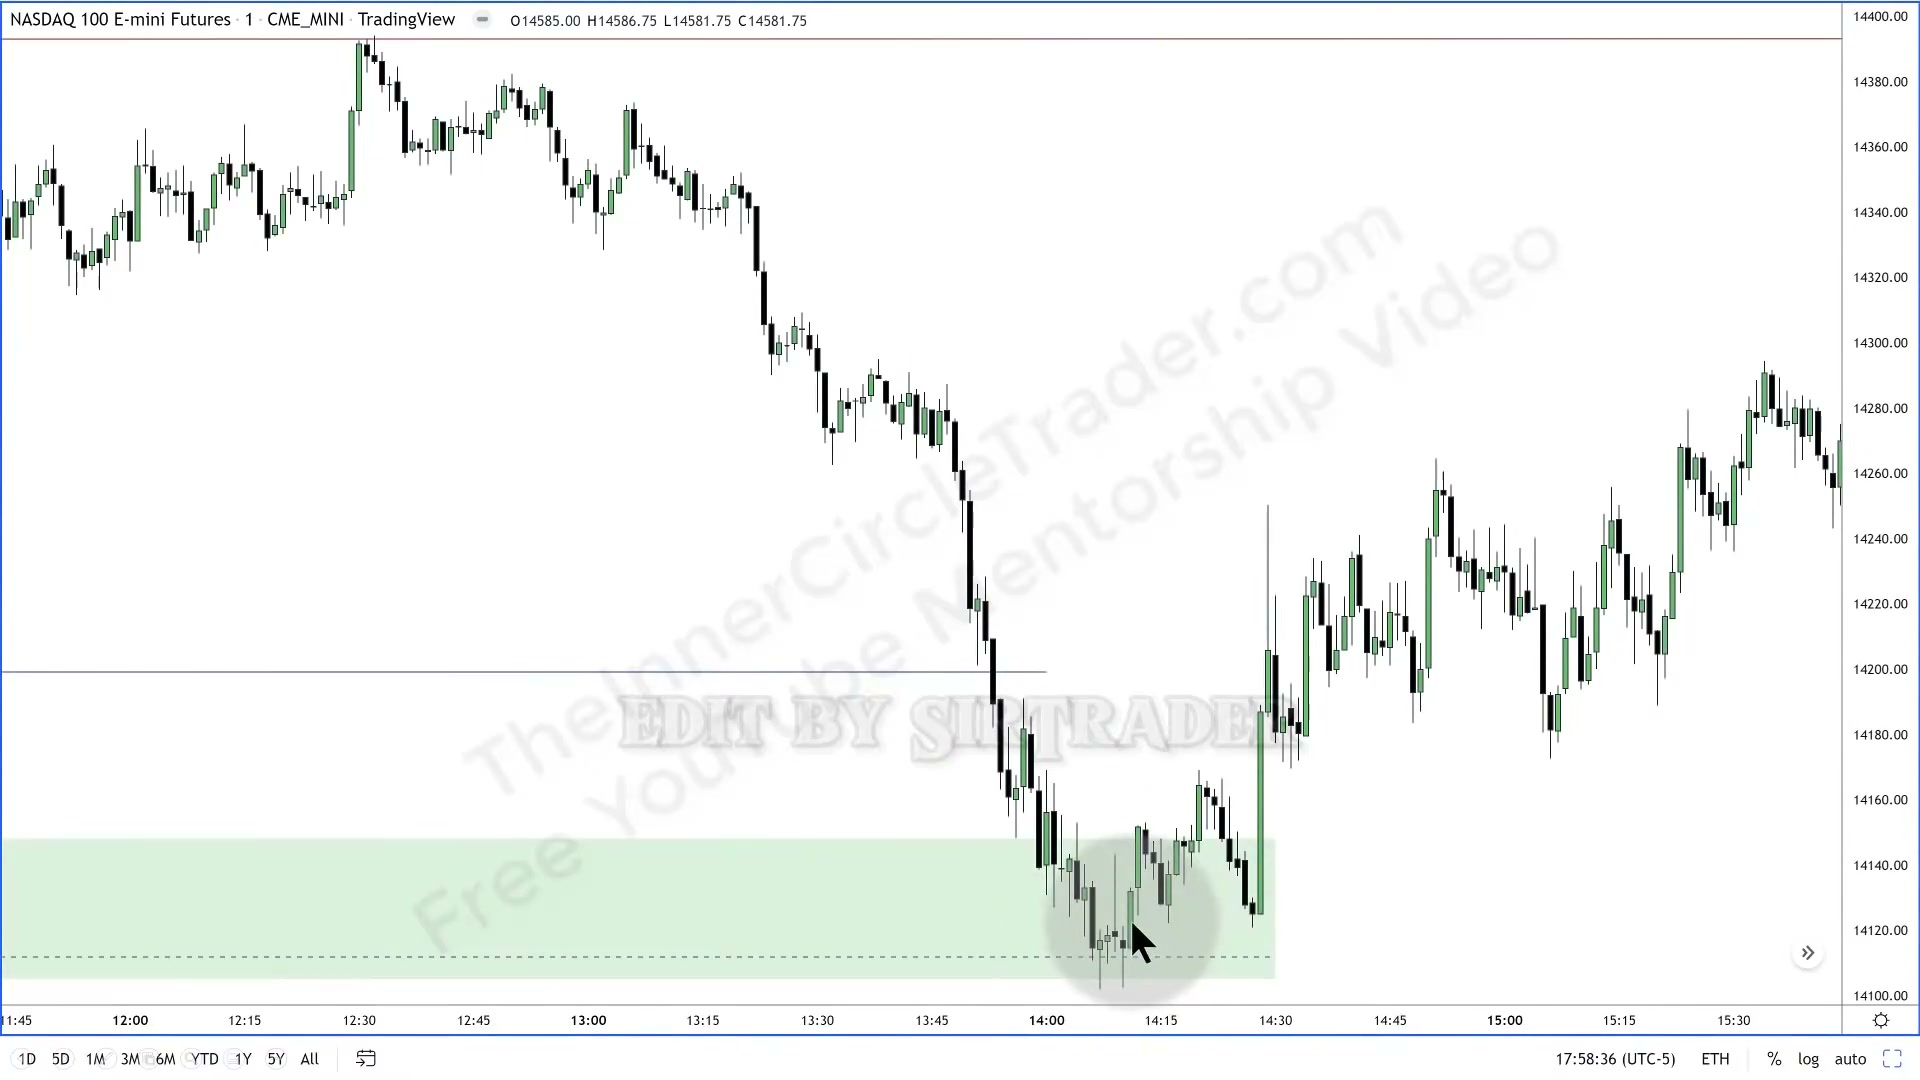 NASDAQ 100 E-mini Futures · 1 · CME_MINI · TradingView O14585.00 H14586.75 L14581.75 C14581.75
14400.00
14380.00
14360.00
14340.00
14320.00
14300.00
14280.00
14260.00
14240.00
14220.00
14200.00
14180.00
14160.00
14140.00
14120.00
14100.00
TheInnerCircleTrader.com
Free YouTube Mentorship Video
EDIT BY SIPTRADER
11:45 12:00 12:15 12:30 12:45 13:00 13:15 13:30 13:45 14:00 14:15 14:30 14:45 15:00 15:15 15:30
1D 5D 1M 3M 6M YTD 1Y 5Y All 17:58:36 (UTC-5) ETH % log auto